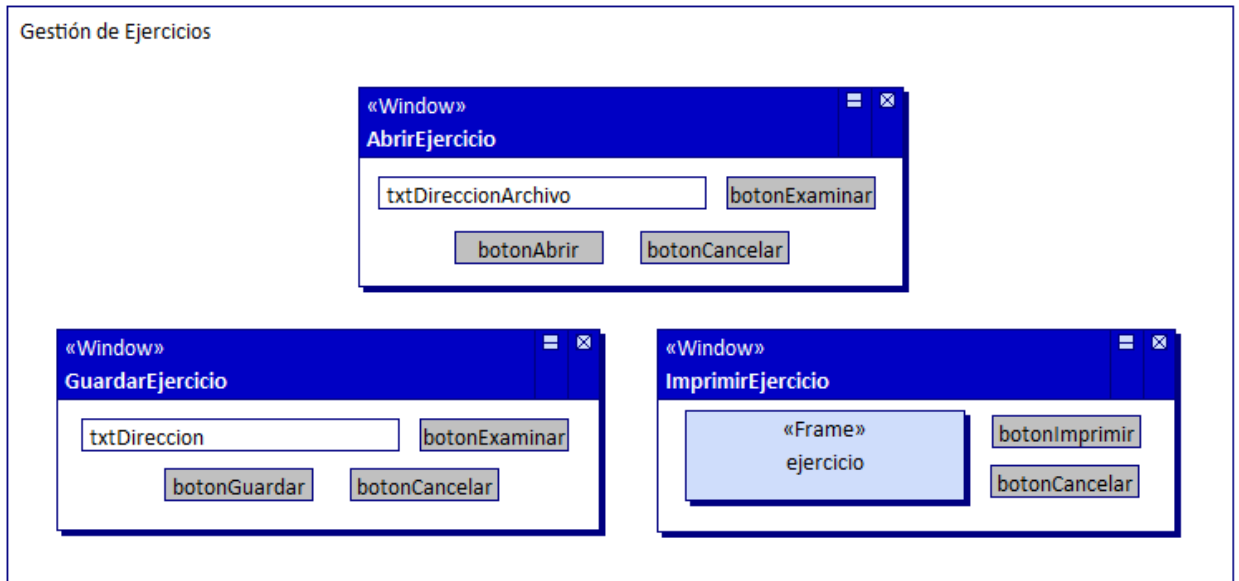 Gestión de Ejercicios
«Window»
AbrirEjercicio
txtDireccionArchivo
botonExaminar
botonAbrir
botonCancelar
«Window»
GuardarEjercicio
txtDireccion
botonExaminar
botonGuardar
botonCancelar
«Window»
ImprimirEjercicio
«Frame»
ejercicio
botonImprimir
botonCancelar